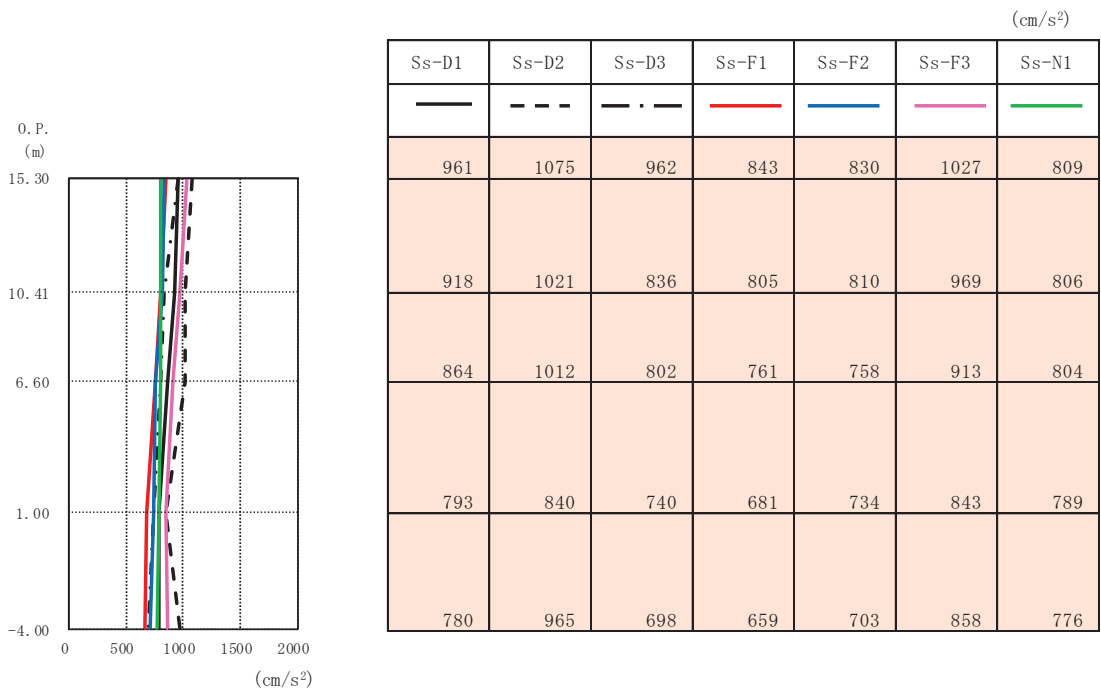 (cm/s²)
Ss-D1 Ss-D2 Ss-D3 Ss-F1 Ss-F2 Ss-F3 Ss-N1
O.P.
(m)
961 1075 962 843 830 1027 809
15.30
918 1021 836 805 810 969 806
10.41
864 1012 802 761 758 913 804
6.60
793 840 740 681 734 843 789
1.00
780 965 698 659 703 858 776
-4.00
0 500 1000 1500 2000
(cm/s²)